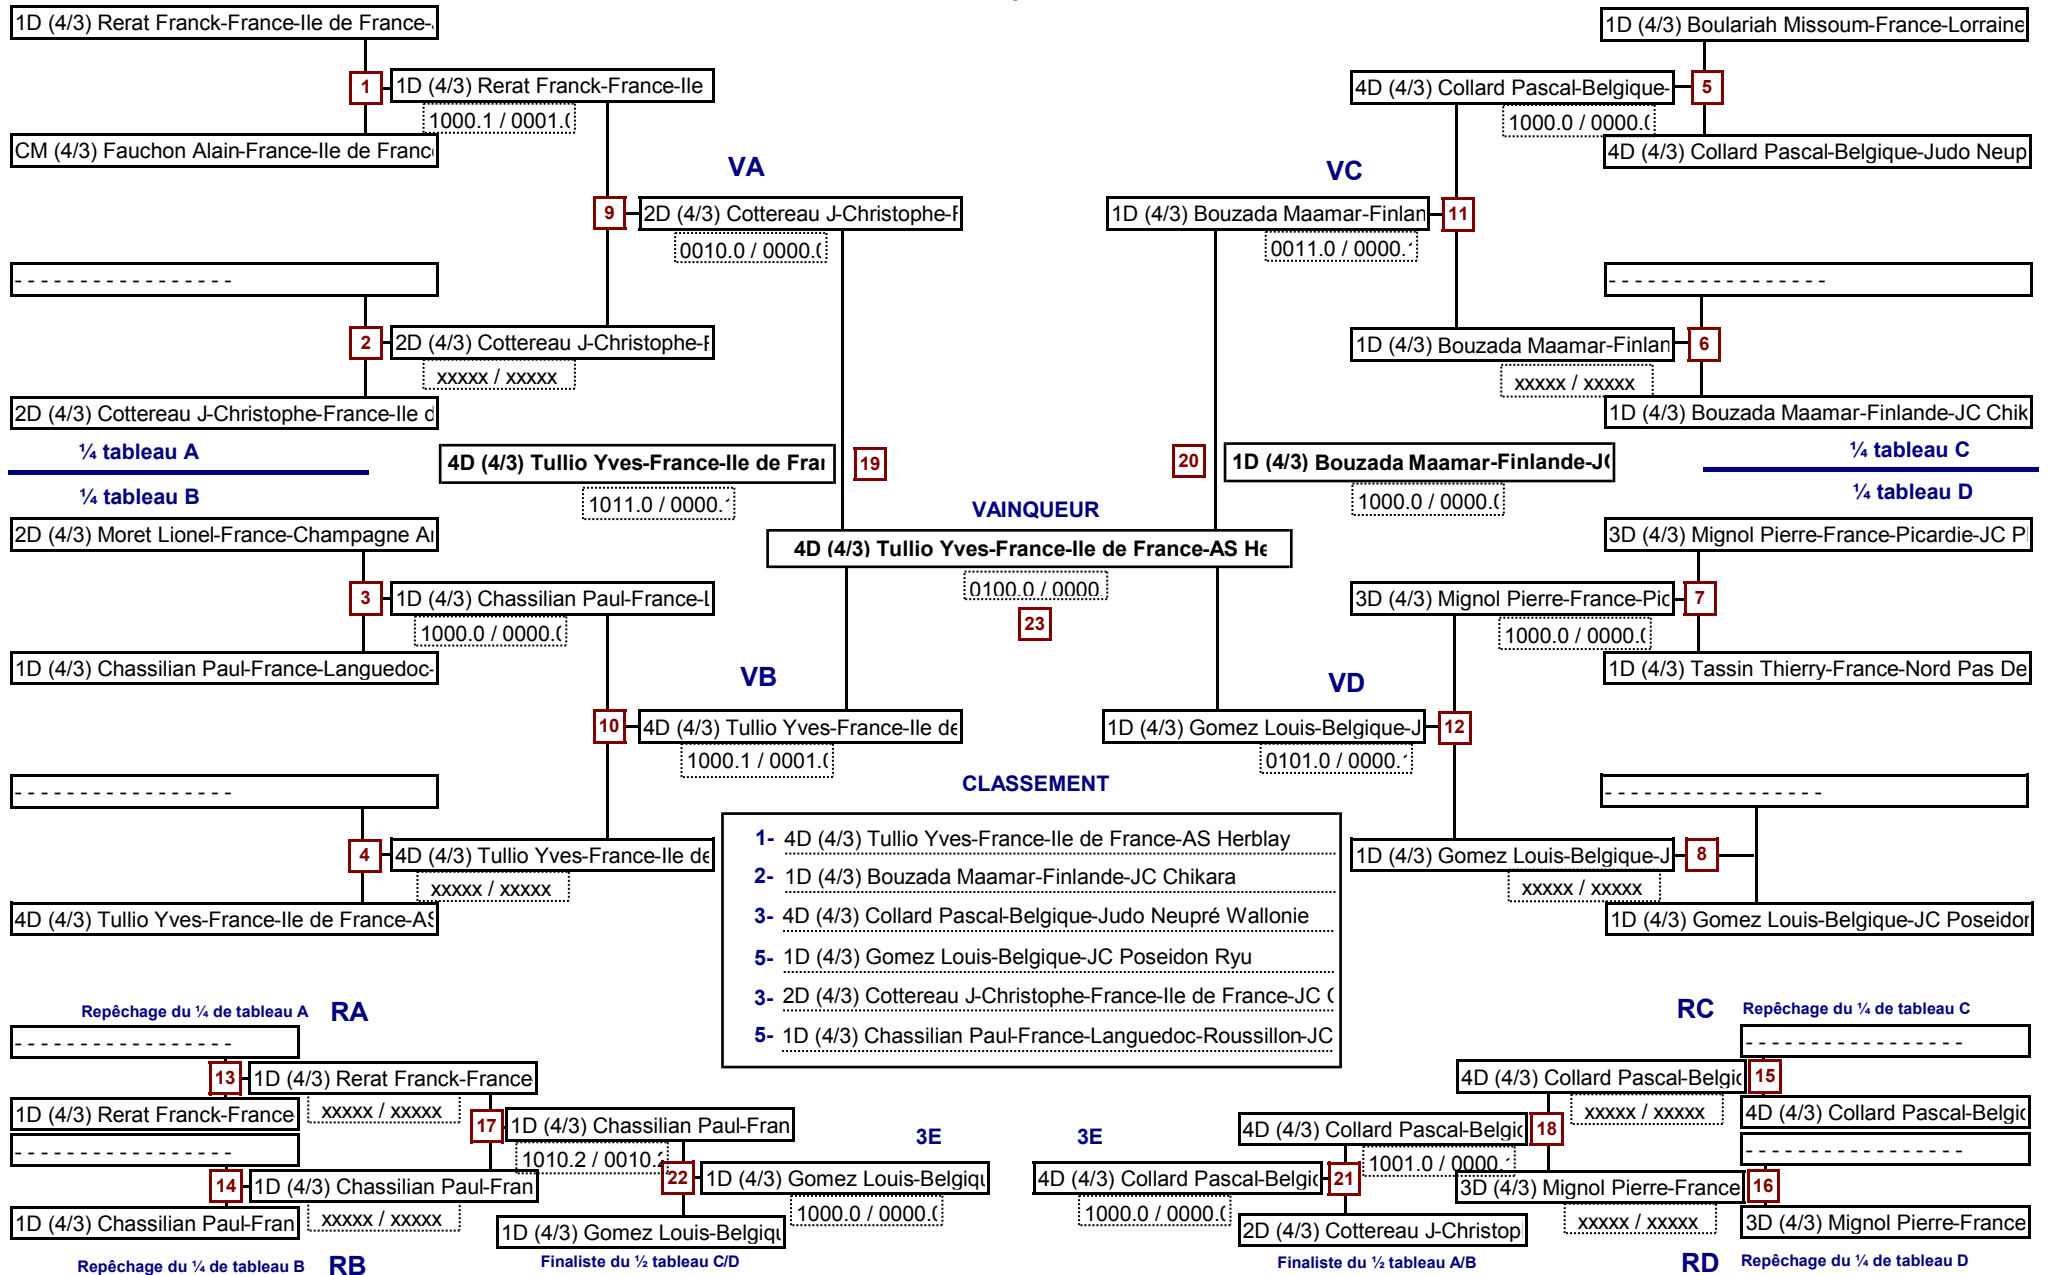 1D (4/3) Rerat Franck-France-Ile de France-
1D (4/3) Boulariah Missoum-France-Lorraine
1 1D (4/3) Rerat Franck-France-Ile
4D (4/3) Collard Pascal-Belgique- 5
1000.1 / 0001.
1000.0 / 0000.
CM (4/3) Fauchon Alain-France-Ile de Franc
4D (4/3) Collard Pascal-Belgique-Judo Neup
VA
VC
9 2D (4/3) Cottereau J-Christophe-
1D (4/3) Bouzada Maamar-Finlan 11
0010.0 / 0000.
0011.0 / 0000.
- - - - - - - - - - - - - - - - -
- - - - - - - - - - - - - - - - -
2 2D (4/3) Cottereau J-Christophe-
1D (4/3) Bouzada Maamar-Finlan 6
xxxxx / xxxxx
xxxxx / xxxxx
2D (4/3) Cottereau J-Christophe-France-Ile d
1D (4/3) Bouzada Maamar-Finlande-JC Chik
¼ tableau A
¼ tableau C
4D (4/3) Tullio Yves-France-Ile de Fra 19
20 1D (4/3) Bouzada Maamar-Finlande-J
¼ tableau B
¼ tableau D
1011.0 / 0000.
1000.0 / 0000.
VAINQUEUR
2D (4/3) Moret Lionel-France-Champagne A
3D (4/3) Mignol Pierre-France-Picardie-JC P
4D (4/3) Tullio Yves-France-Ile de France-AS He
0100.0 / 0000.
23
3 1D (4/3) Chassilian Paul-France-
3D (4/3) Mignol Pierre-France-Pic 7
1000.0 / 0000.
1000.0 / 0000.
1D (4/3) Chassilian Paul-France-Languedoc-
1D (4/3) Tassin Thierry-France-Nord Pas De
VB
VD
10 4D (4/3) Tullio Yves-France-Ile de
1D (4/3) Gomez Louis-Belgique-J 12
1000.1 / 0001.
0101.0 / 0000.
- - - - - - - - - - - - - - - - -
- - - - - - - - - - - - - - - - -
CLASSEMENT
1- 4D (4/3) Tullio Yves-France-Ile de France-AS Herblay
2- 1D (4/3) Bouzada Maamar-Finlande-JC Chikara
3- 4D (4/3) Collard Pascal-Belgique-Judo Neupré Wallonie
5- 1D (4/3) Gomez Louis-Belgique-JC Poseidon Ryu
3- 2D (4/3) Cottereau J-Christophe-France-Ile de France-JC
5- 1D (4/3) Chassilian Paul-France-Languedoc-Roussillon-JC
4 4D (4/3) Tullio Yves-France-Ile de
1D (4/3) Gomez Louis-Belgique-J 8
xxxxx / xxxxx
xxxxx / xxxxx
4D (4/3) Tullio Yves-France-Ile de France-AS
1D (4/3) Gomez Louis-Belgique-JC Poseidon
Repêchage du ¼ de tableau A RA
RC Repêchage du ¼ de tableau C
- - - - - - - - - - - - - - - - -
- - - - - - - - - - - - - - - - -
13 1D (4/3) Rerat Franck-France
4D (4/3) Collard Pascal-Belgic 15
1D (4/3) Rerat Franck-France
xxxxx / xxxxx
xxxxx / xxxxx
4D (4/3) Collard Pascal-Belgic
17 1D (4/3) Chassilian Paul-Fran
3E
3E
4D (4/3) Collard Pascal-Belgic 18
- - - - - - - - - - - - - - - - -
- - - - - - - - - - - - - - - - -
1010.2 / 0010.
1001.0 / 0000.
14 1D (4/3) Chassilian Paul-Fran
22 1D (4/3) Gomez Louis-Belgiqu
4D (4/3) Collard Pascal-Belgic 21
3D (4/3) Mignol Pierre-France 16
1D (4/3) Chassilian Paul-Fran
xxxxx / xxxxx
1D (4/3) Gomez Louis-Belgiqu
1000.0 / 0000.
1000.0 / 0000.
2D (4/3) Cottereau J-Christop
xxxxx / xxxxx
3D (4/3) Mignol Pierre-France
Repêchage du ¼ de tableau B RB
Finaliste du ½ tableau C/D
Finaliste du ½ tableau A/B
RD Repêchage du ¼ de tableau D